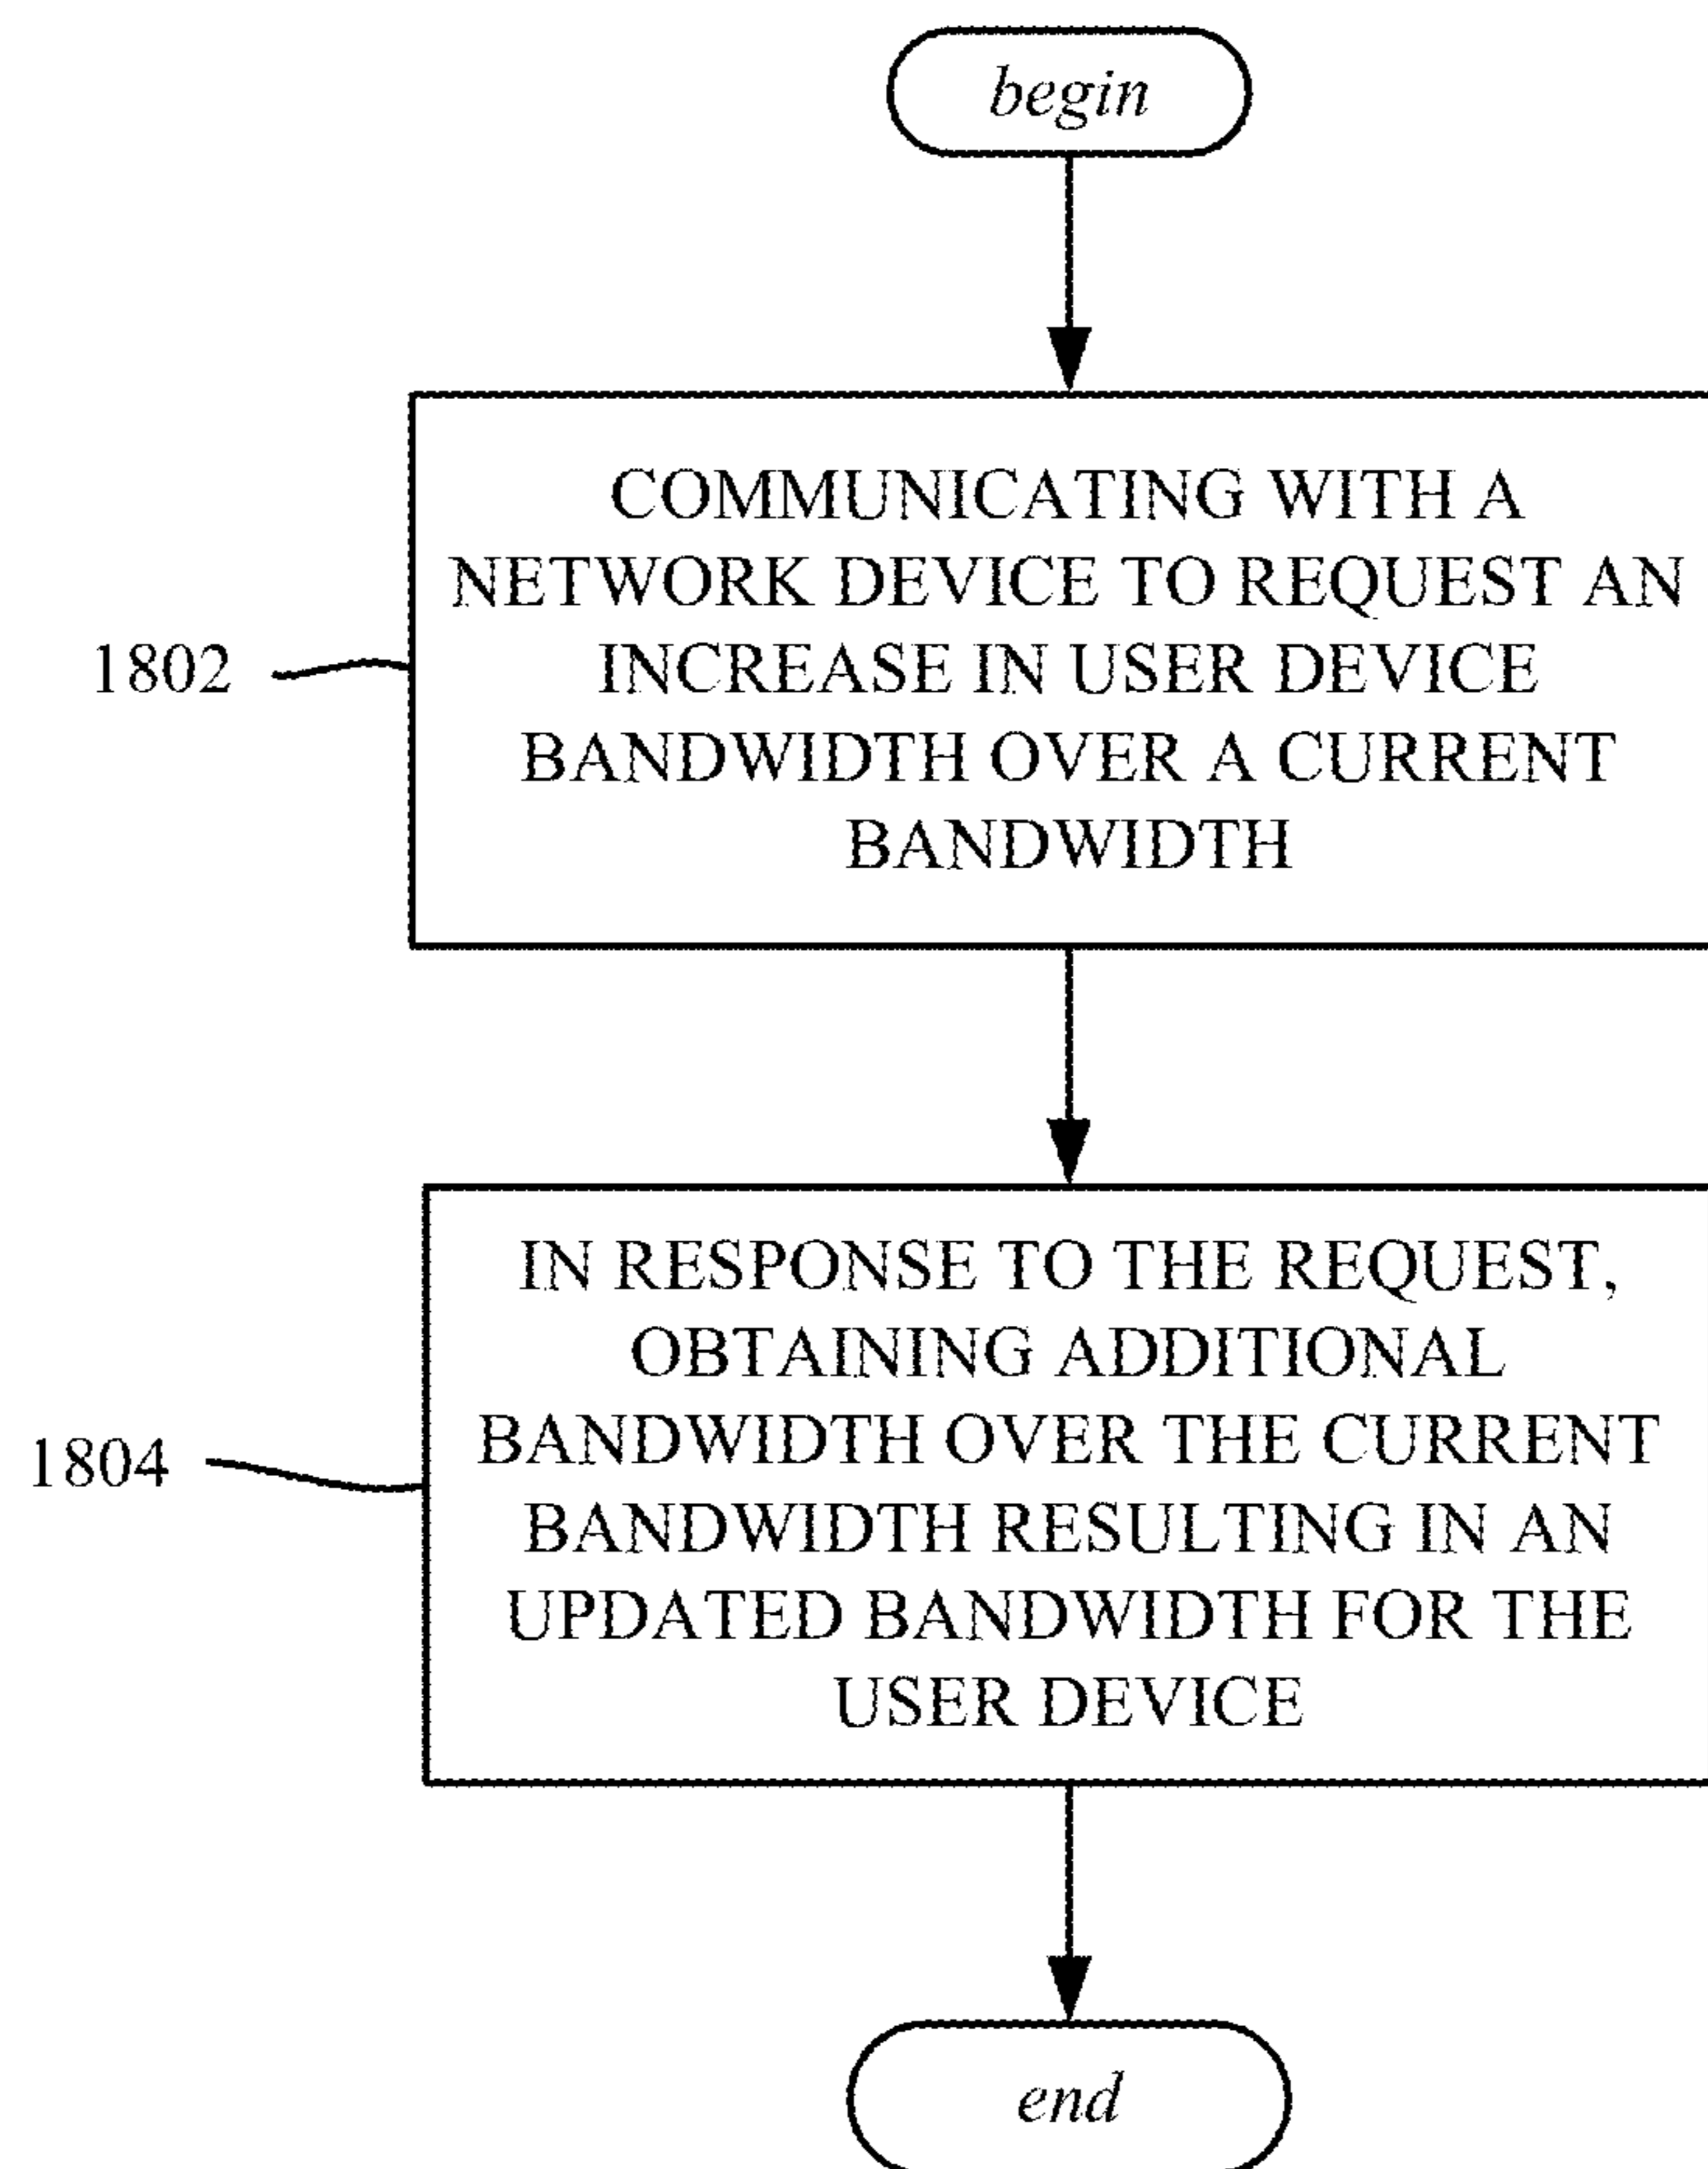 begin
COMMUNICATING WITH A
NETWORK DEVICE TO REQUEST AN
INCREASE IN USER DEVICE
BANDWIDTH OVER A CURRENT
BANDWIDTH
1802
IN RESPONSE TO THE REQUEST,
OBTAINING ADDITIONAL
BANDWIDTH OVER THE CURRENT
BANDWIDTH RESULTING IN AN
UPDATED BANDWIDTH FOR THE
USER DEVICE
1804
end